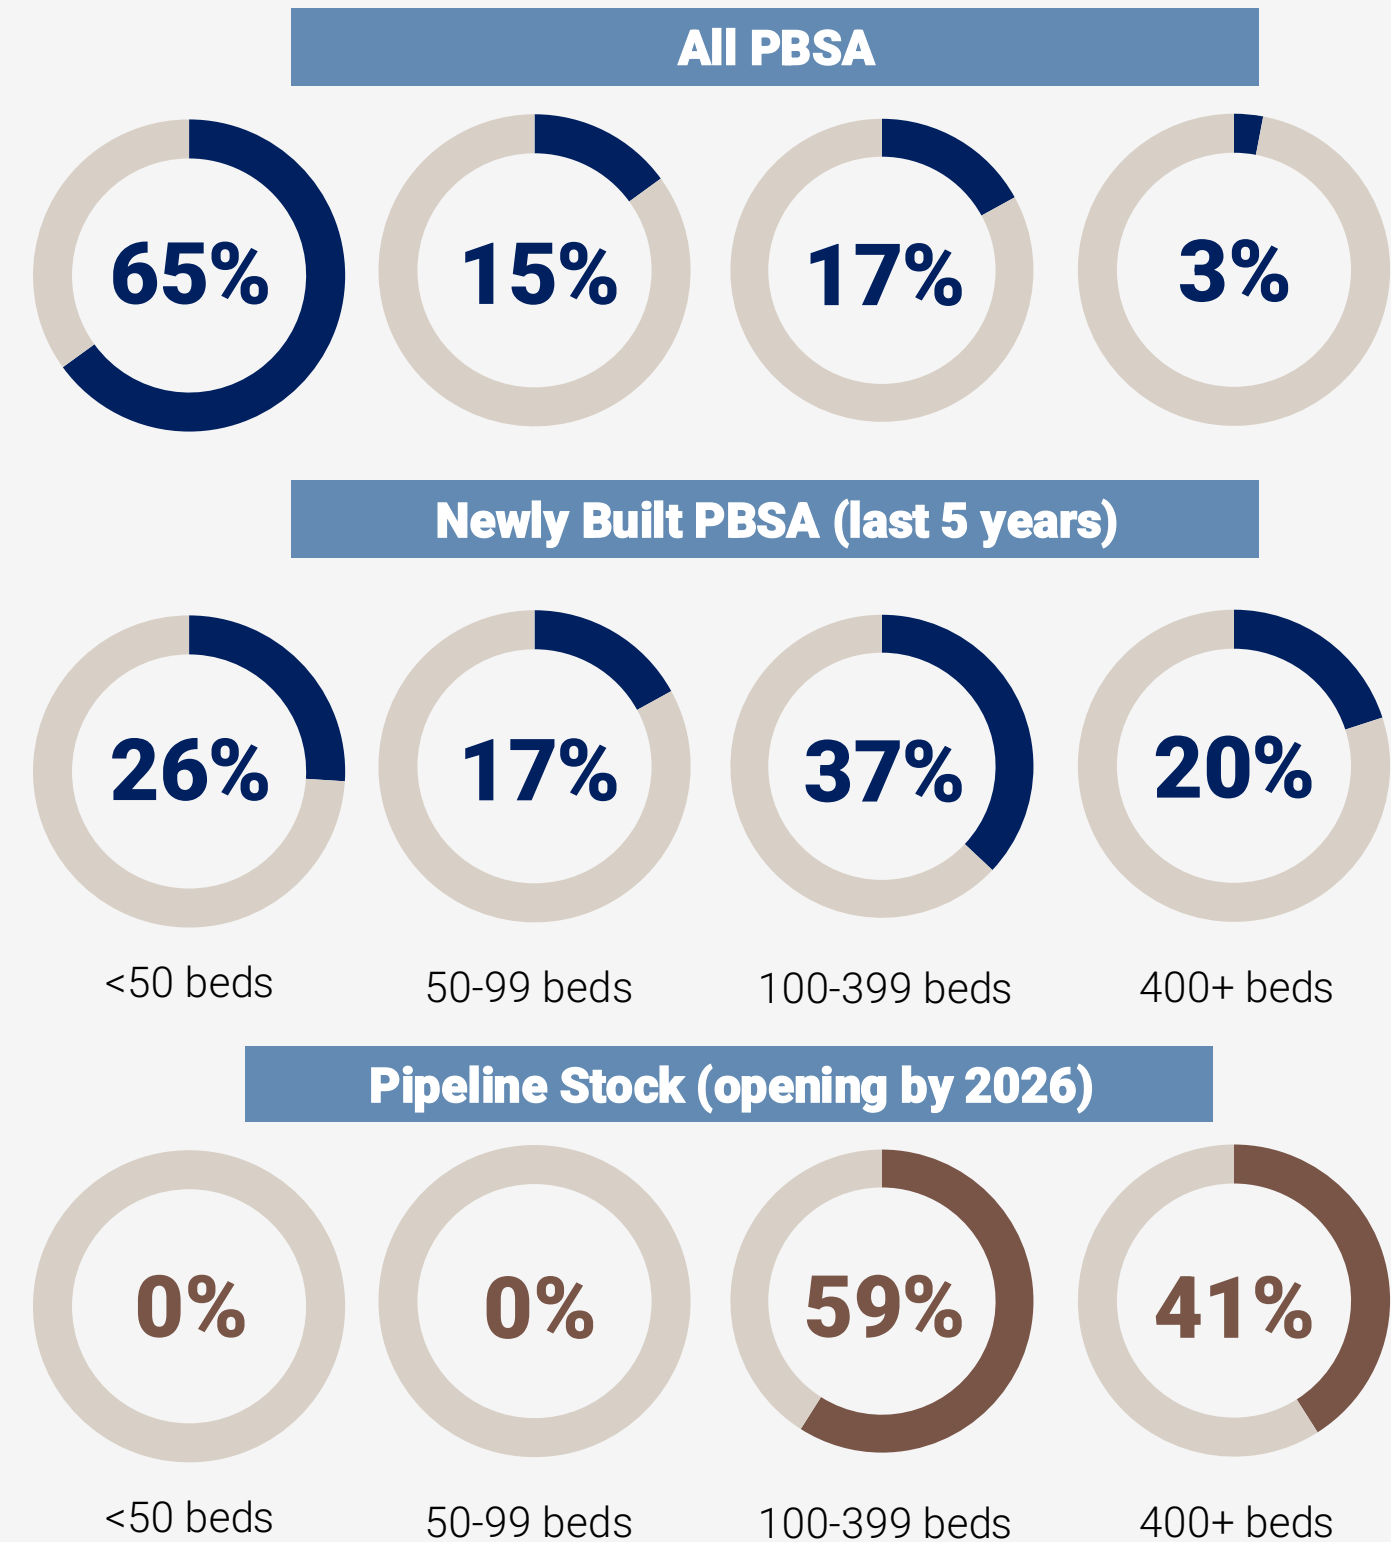 All PBSA
65% 15% 17% 3%
Newly Built PBSA (last 5 years)
26% 17% 37% 20%
<50 beds 50-99 beds 100-399 beds 400+ beds
Pipeline Stock (opening by 2026)
0% 0% 59% 41%
<50 beds 50-99 beds 100-399 beds 400+ beds